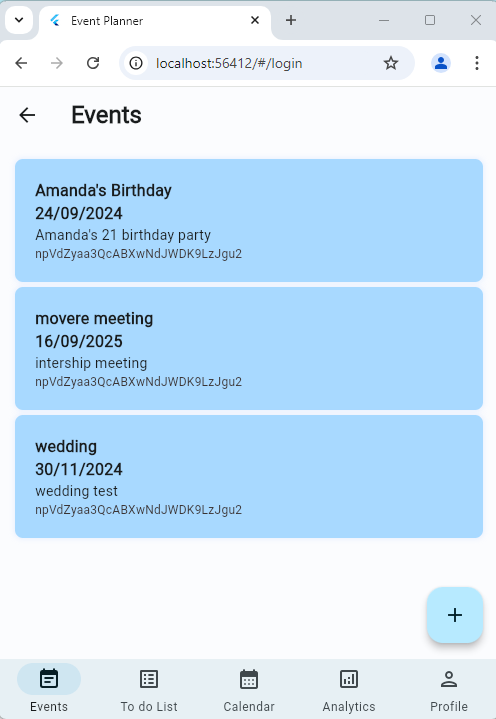 Event Planner
localhost:56412/#/login
Events
Amanda's Birthday
24/09/2024
Amanda's 21 birthday party
npVdZyaa3QcABXwNdJWDK9LzJgu2
movere meeting
16/09/2025
intership meeting
npVdZyaa3QcABXwNdJWDK9LzJgu2
wedding
30/11/2024
wedding test
npVdZyaa3QcABXwNdJWDK9LzJgu2
Events To do List Calendar Analytics Profile